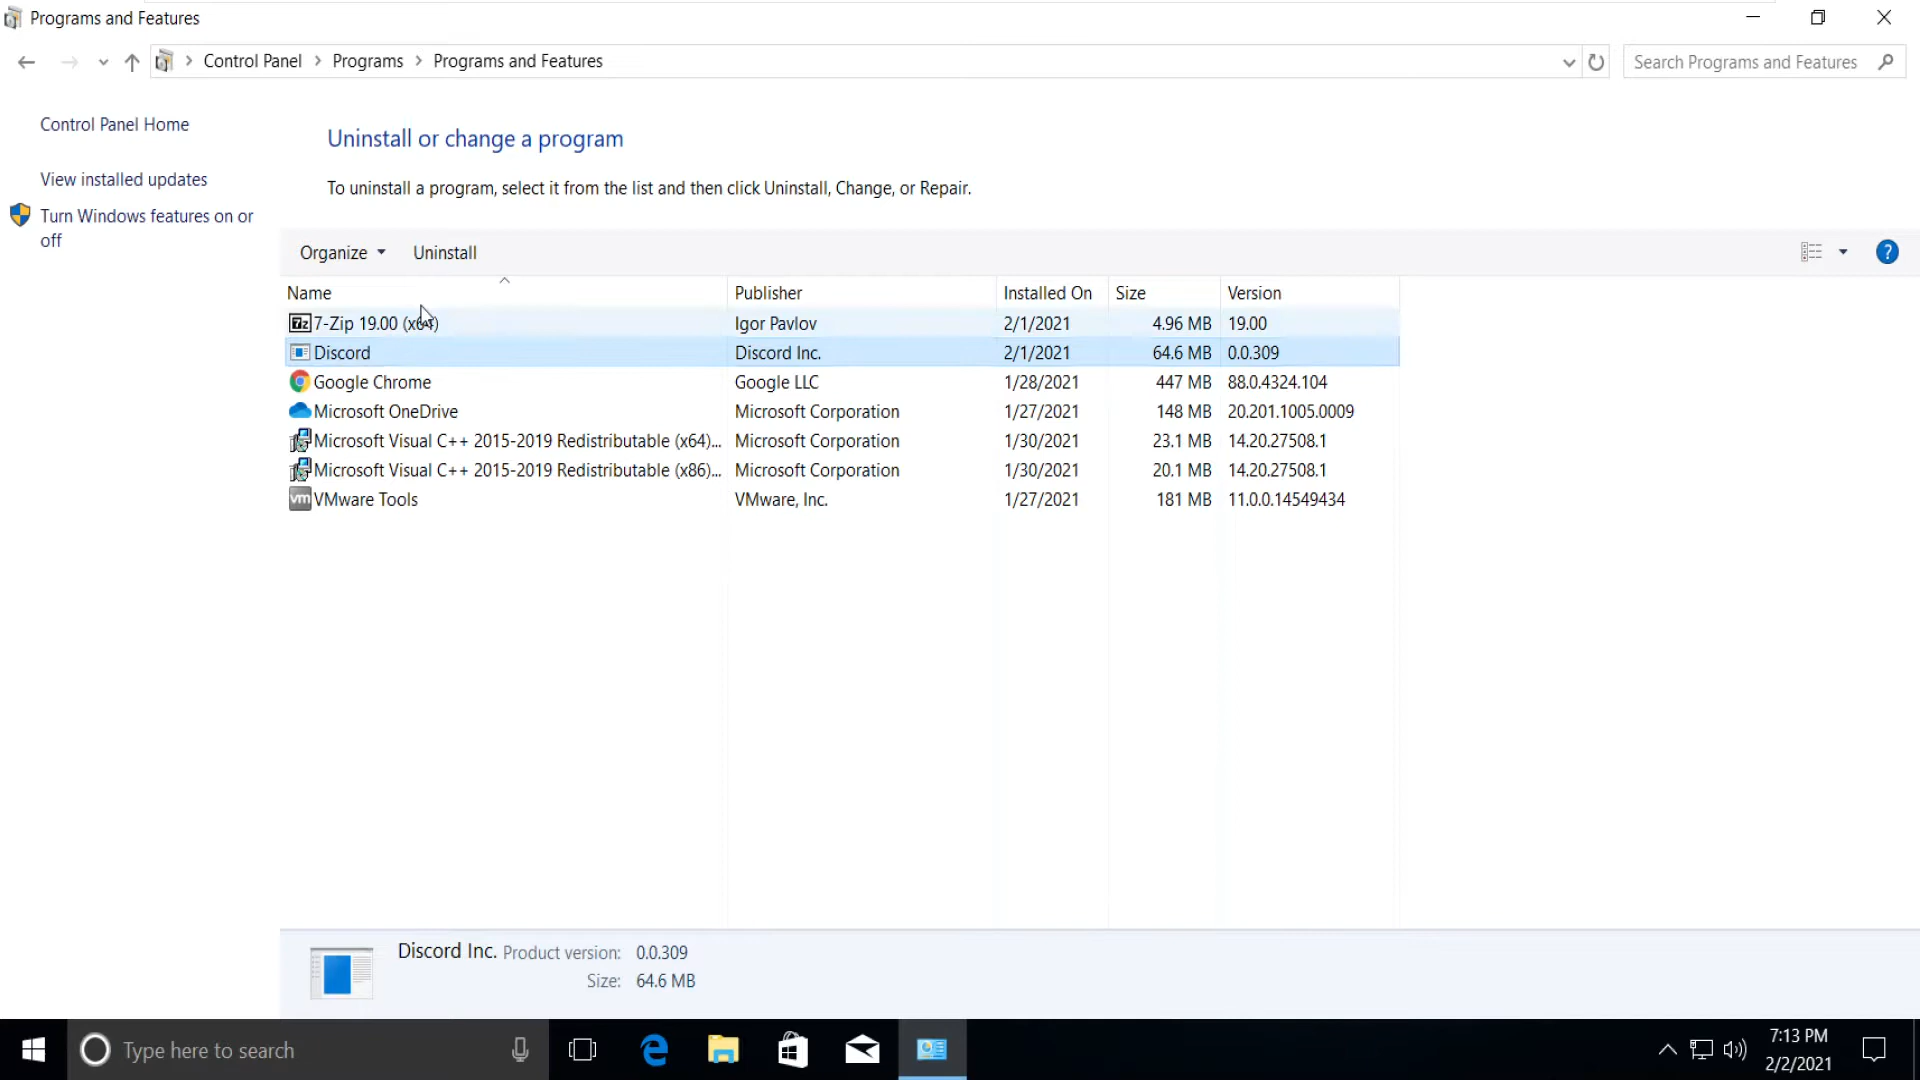 Programs and Features
Control Panel Programs Programs and Features
Search Programs and Features
Control Panel Home
View installed updates
Turn Windows features on or
off
Uninstall or change a program
To uninstall a program, select it from the list and then click Uninstall, Change, or Repair.
Organize Uninstall
?
Name Publisher Installed On Size Version
7z 7-Zip 19.00 (x64) Igor Pavlov 2/1/2021 4.96 MB 19.00
Discord Discord Inc. 2/1/2021 64.6 MB 0.0.309
Google Chrome Google LLC 1/28/2021 447 MB 88.0.4324.104
Microsoft OneDrive Microsoft Corporation 1/27/2021 148 MB 20.201.1005.0009
Microsoft Visual C++ 2015-2019 Redistributable (x64)... Microsoft Corporation 1/30/2021 23.1 MB 14.20.27508.1
Microsoft Visual C++ 2015-2019 Redistributable (x86)... Microsoft Corporation 1/30/2021 20.1 MB 14.20.27508.1
vm VMware Tools VMware, Inc. 1/27/2021 181 MB 11.0.0.14549434
Discord Inc. Product version: 0.0.309
Size: 64.6 MB
Type here to search
7:13 PM
2/2/2021